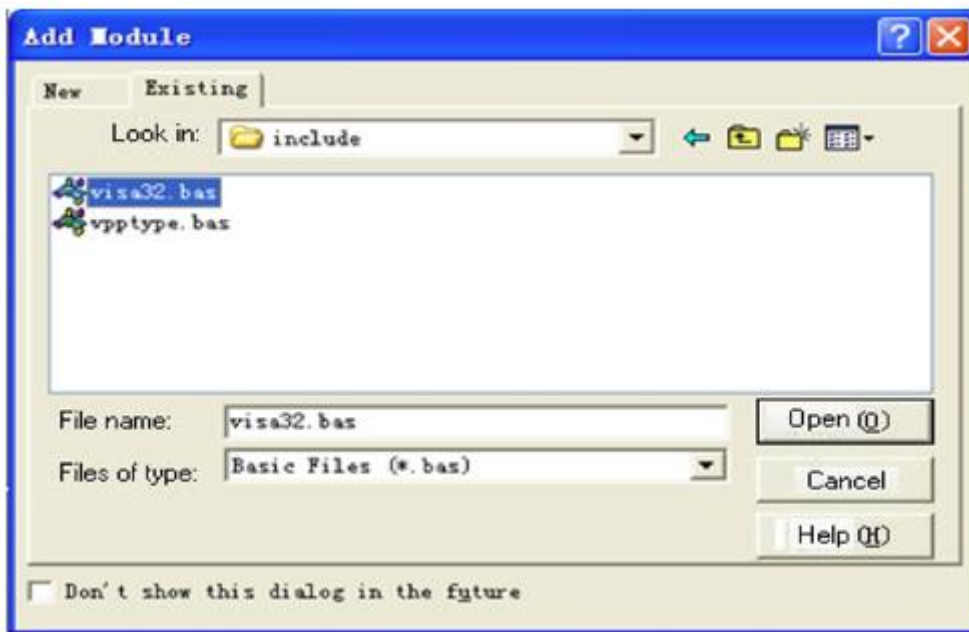 Add Module
?
New Existing
Look in: include
visa32.bas
vpptype.bas
File name: visa32.bas Open (O)
Files of type: Basic Files (*.bas)
Cancel
Help (H)
Don't show this dialog in the future